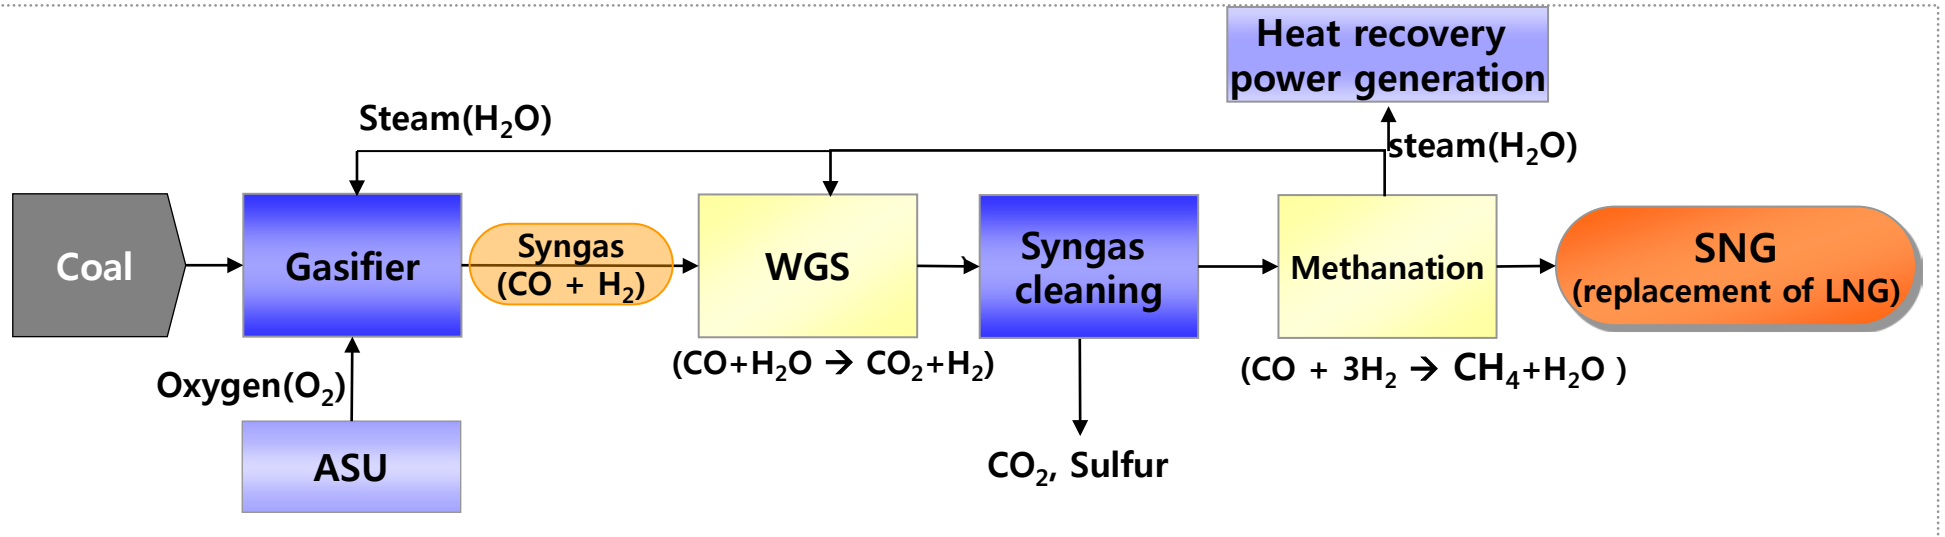 Heat recovery
power generation
Steam(H₂O)
steam(H₂O)
Coal
Gasifier
Syngas
(CO + H₂)
WGS
Syngas
cleaning
Methanation
SNG
(replacement of LNG)
(CO+H₂O → CO₂+H₂)
(CO + 3H₂ → CH₄+H₂O )
Oxygen(O₂)
ASU
CO₂, Sulfur